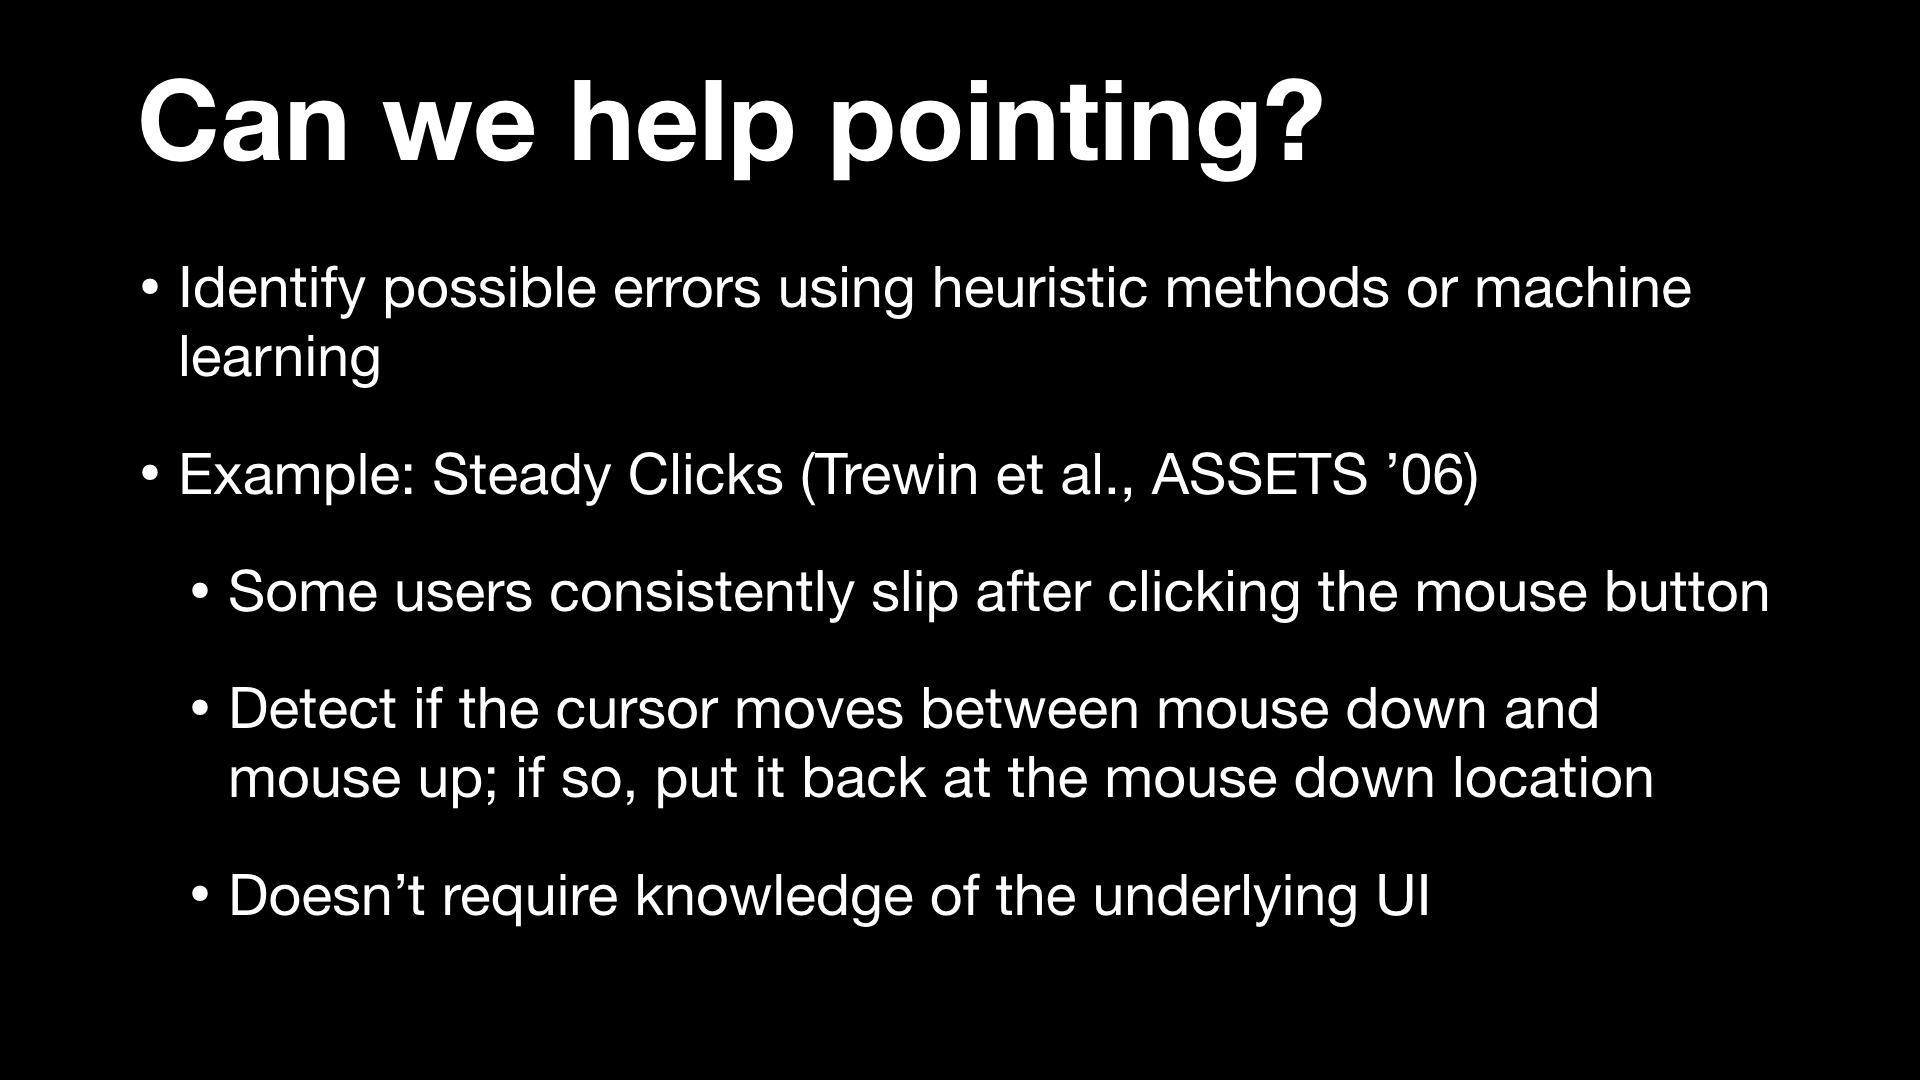 Can we help pointing?
• Identify possible errors using heuristic methods or machine
learning
• Example: Steady Clicks (Trewin et al., ASSETS ’06)
• Some users consistently slip after clicking the mouse button
• Detect if the cursor moves between mouse down and
mouse up; if so, put it back at the mouse down location
• Doesn’t require knowledge of the underlying UI